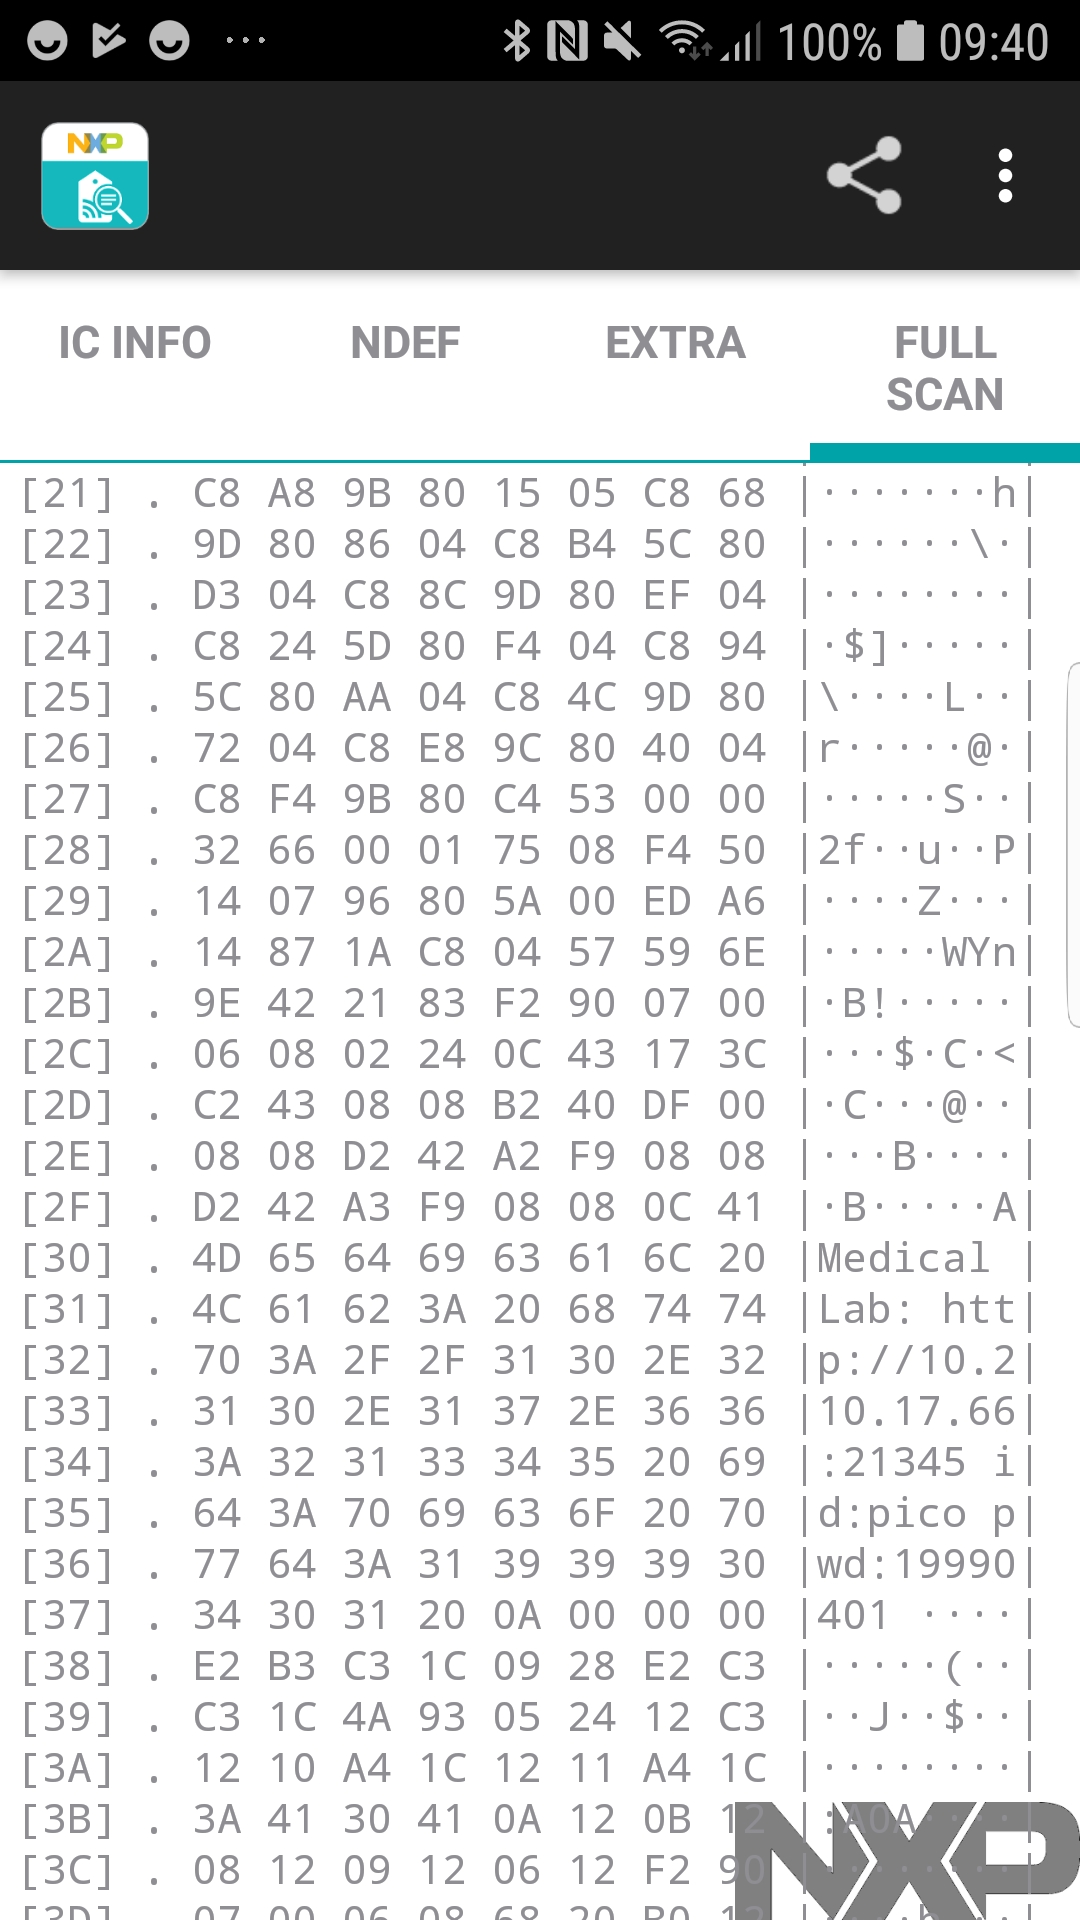 100% 09:40
NXP
IC INFO NDEF EXTRA FULL SCAN
[21] . C8 A8 9B 80 15 05 C8 68 |·······h|
[22] . 9D 80 86 04 C8 B4 5C 80 |······\·|
[23] . D3 04 C8 8C 9D 80 EF 04 |········|
[24] . C8 24 5D 80 F4 04 C8 94 |·$]·····|
[25] . 5C 80 AA 04 C8 4C 9D 80 |\····L··|
[26] . 72 04 C8 E8 9C 80 40 04 |r·····@·|
[27] . C8 F4 9B 80 C4 53 00 00 |·····S··|
[28] . 32 66 00 01 75 08 F4 50 |2f··u··P|
[29] . 14 07 96 80 5A 00 ED A6 |····Z···|
[2A] . 14 87 1A C8 04 57 59 6E |·····WYn|
[2B] . 9E 42 21 83 F2 90 07 00 |·B!·····|
[2C] . 06 08 02 24 0C 43 17 3C |···$·C·<|
[2D] . C2 43 08 08 B2 40 DF 00 |·C···@··|
[2E] . 08 08 D2 42 A2 F9 08 08 |···B····|
[2F] . D2 42 A3 F9 08 08 0C 41 |·B·····A|
[30] . 4D 65 64 69 63 61 6C 20 |Medical |
[31] . 4C 61 62 3A 20 68 74 74 |Lab: htt|
[32] . 70 3A 2F 2F 31 30 2E 32 |p://10.2|
[33] . 31 30 2E 31 37 2E 36 36 |10.17.66|
[34] . 3A 32 31 33 34 35 20 69 |:21345 i|
[35] . 64 3A 70 69 63 6F 20 70 |d:pico p|
[36] . 77 64 3A 31 39 39 39 30 |wd:19990|
[37] . 34 30 31 20 0A 00 00 00 |401 ····|
[38] . E2 B3 C3 1C 09 28 E2 C3 |·····(··|
[39] . C3 1C 4A 93 05 24 12 C3 |··J··$··|
[3A] . 12 10 A4 1C 12 11 A4 1C |········|
[3B] . 3A 41 30 41 0A 12 0B 12 |:A0A····|
[3C] . 08 12 09 12 06 12 F2 90 |········|
[3D] . 07 00 06 08 68 20 B0 12
NXP